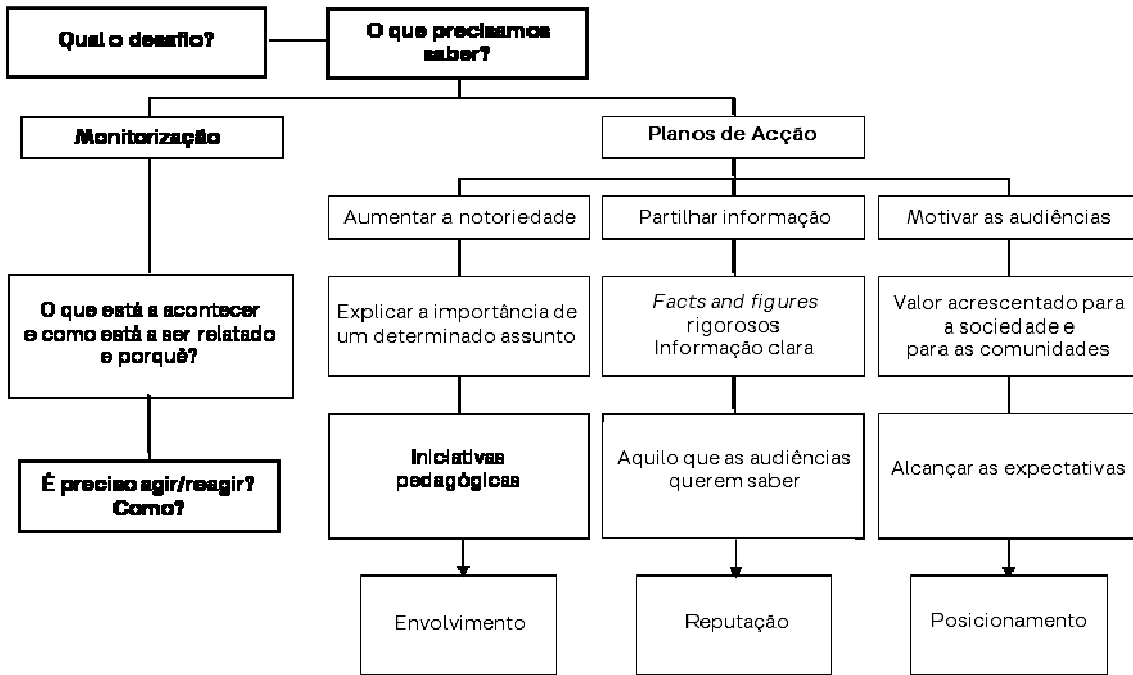 Qual o desafio?
O que precisamos
saber?
Monitorização
Planos de Acção
Aumentar a notoriedade
Partilhar informação
Motivar as audiências
O que está a acontecer
e como está a ser relatado
e porquê?
Explicar a importância de
um determinado assunto
Facts and figures
rigorosos
Informação clara
Valor acrescentado para
a sociedade e
para as comunidades
É preciso agir/reagir?
Como?
Iniciativas
pedagógicas
Aquilo que as audiências
querem saber
Alcançar as expectativas
Envolvimento
Reputação
Posicionamento